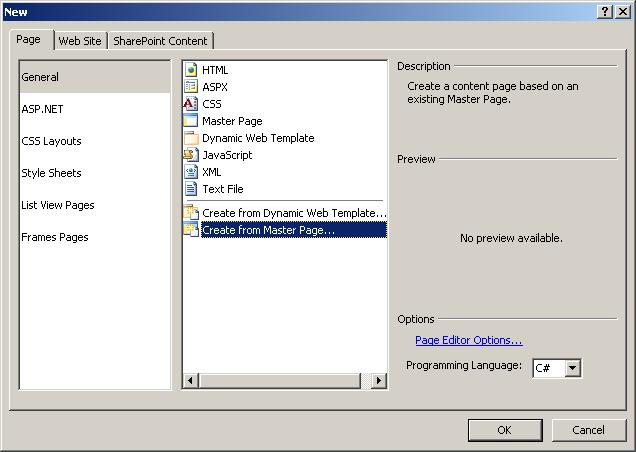 New
Page
Web Site
SharePoint Content
General
ASP.NET
CSS Layouts
Style Sheets
List View Pages
Frames Pages
HTML
ASPX
CSS
Master Page
Dynamic Web Template
JavaScript
XML
Text File
Create from Dynamic Web Template...
Create from Master Page...
Description
Create a content page based on an
existing Master Page.
Preview
No preview available.
Options
Page Editor Options...
Programming Language:
C#
OK
Cancel